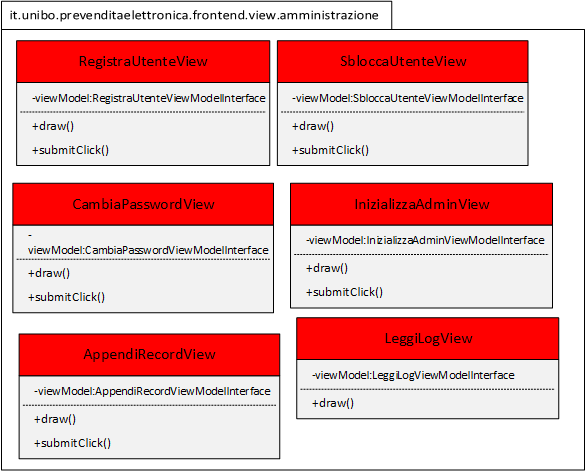 it.unibo.prevenditaelettronica.frontend.view.amministrazione
RegistraUtenteView
-viewModel:RegistraUtenteViewModelInterface
+draw()
+submitClick()
SbloccaUtenteView
-viewModel:SbloccaUtenteViewModelInterface
+draw()
+submitClick()
CambiaPasswordView
-
viewModel:CambiaPasswordViewModelInterface
+draw()
+submitClick()
InizializzaAdminView
-viewModel:InizializzaAdminViewModelInterface
+draw()
+submitClick()
AppendiRecordView
-viewModel:AppendiRecordViewModelInterface
+draw()
+submitClick()
LeggiLogView
-viewModel:LeggiLogViewModelInterface
+draw()